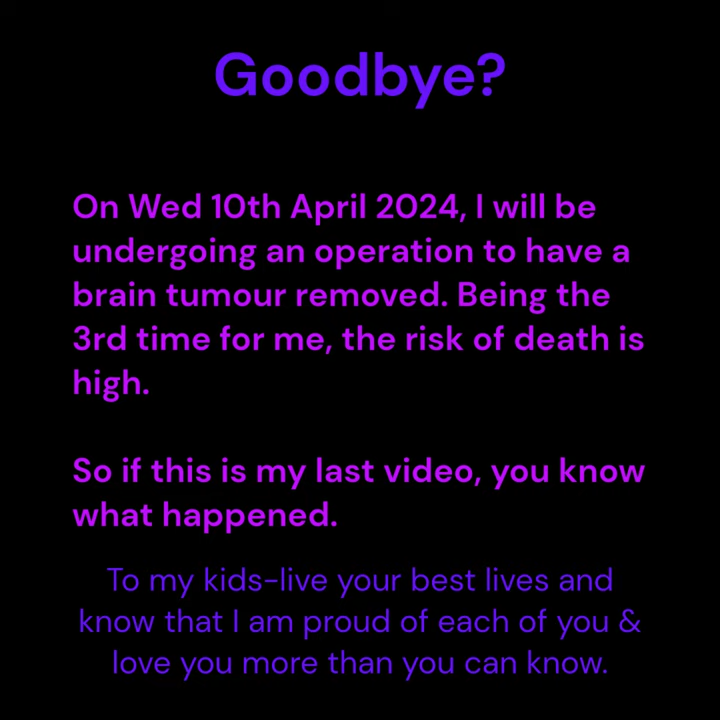 Goodbye?
On Wed 10th April 2024, I will be
undergoing an operation to have a
brain tumour removed. Being the
3rd time for me, the risk of death is
high.
So if this is my last video, you know
what happened.
To my kids-live your best lives and
know that I am proud of each of you &
love you more than you can know.